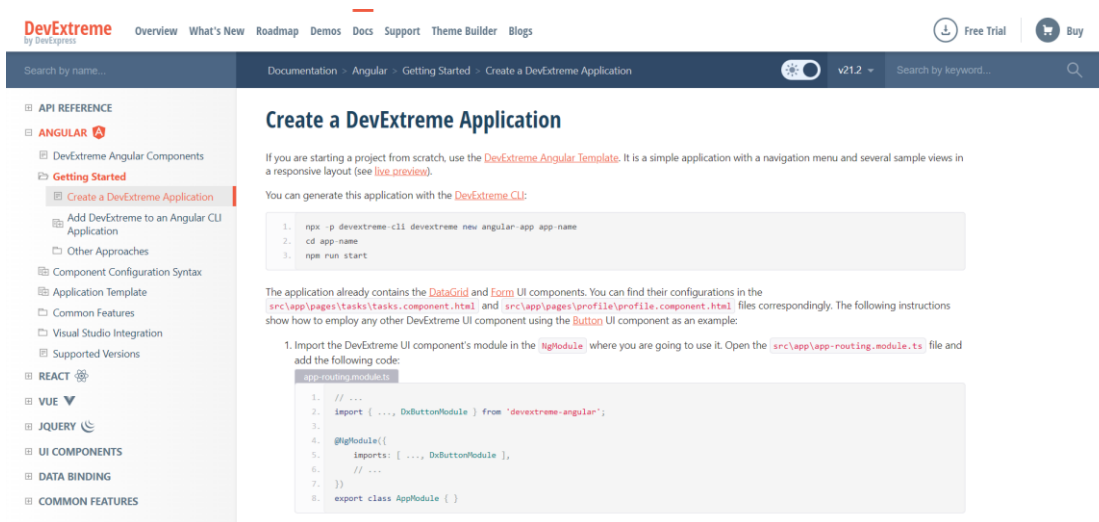 DevExtreme
by DevExpress
Overview What's New Roadmap Demos Docs Support Theme Builder Blogs
Free Trial
Buy
Search by name...
Documentation > Angular > Getting Started > Create a DevExtreme Application
v21.2
Search by keyword...
API REFERENCE
ANGULAR
DevExtreme Angular Components
Getting Started
Create a DevExtreme Application
Add DevExtreme to an Angular CLI
Application
Other Approaches
Component Configuration Syntax
Application Template
Common Features
Visual Studio Integration
Supported Versions
REACT
VUE
JQUERY
UI COMPONENTS
DATA BINDING
COMMON FEATURES
Create a DevExtreme Application
If you are starting a project from scratch, use the DevExtreme Angular Template. It is a simple application with a navigation menu and several sample views in
a responsive layout (see live preview).
You can generate this application with the DevExtreme CLI:
1. npx -p devextreme-cli devextreme new angular-app app-name
2. cd app-name
3. npm run start
The application already contains the DataGrid and Form UI components. You can find their configurations in the
src\app\pages\tasks\tasks.component.html and src\app\pages\profile\profile.component.html files correspondingly. The following instructions
show how to employ any other DevExtreme UI component using the Button UI component as an example:
1. Import the DevExtreme UI component's module in the NgModule where you are going to use it. Open the src\app\app-routing.module.ts file and
add the following code:
app-routing.module.ts
1. // ...
2. import { ..., DxButtonModule } from 'devextreme-angular';
3.
4. @NgModule({
5. imports: [ ..., DxButtonModule ],
6. // ...
7. })
8. export class AppModule { }